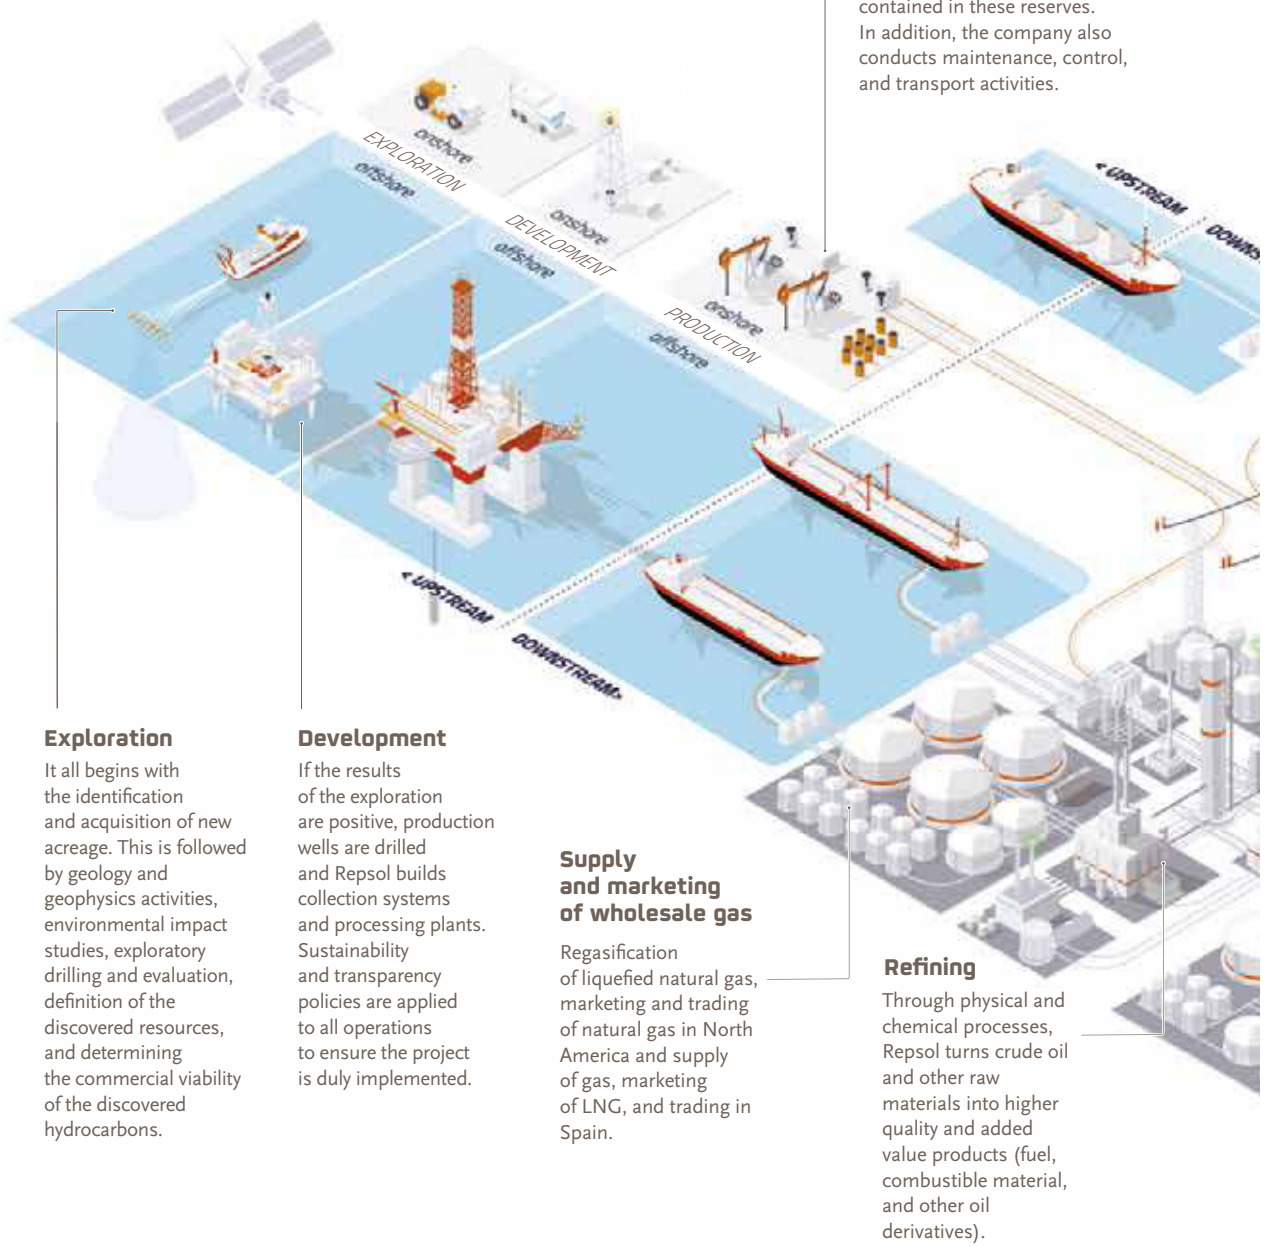 contained in these reserves.
In addition, the company also
conducts maintenance, control,
and transport activities.
onshore
EXPLORATION
offshore
onshore
DEVELOPMENT
offshore
onshore
PRODUCTION
offshore
< UPSTREAM
DOWNS
< UPSTREAM
DOWNSTREAM>
Exploration
It all begins with
the identification
and acquisition of new
acreage. This is followed
by geology and
geophysics activities,
environmental impact
studies, exploratory
drilling and evaluation,
definition of the
discovered resources,
and determining
the commercial viability
of the discovered
hydrocarbons.
Development
If the results
of the exploration
are positive, production
wells are drilled
and Repsol builds
collection systems
and processing plants.
Sustainability
and transparency
policies are applied
to all operations
to ensure the project
is duly implemented.
Supply
and marketing
of wholesale gas
Regasification
of liquefied natural gas,
marketing and trading
of natural gas in North
America and supply
of gas, marketing
of LNG, and trading in
Spain.
Refining
Through physical and
chemical processes,
Repsol turns crude oil
and other raw
materials into higher
quality and added
value products (fuel,
combustible material,
and other oil
derivatives).